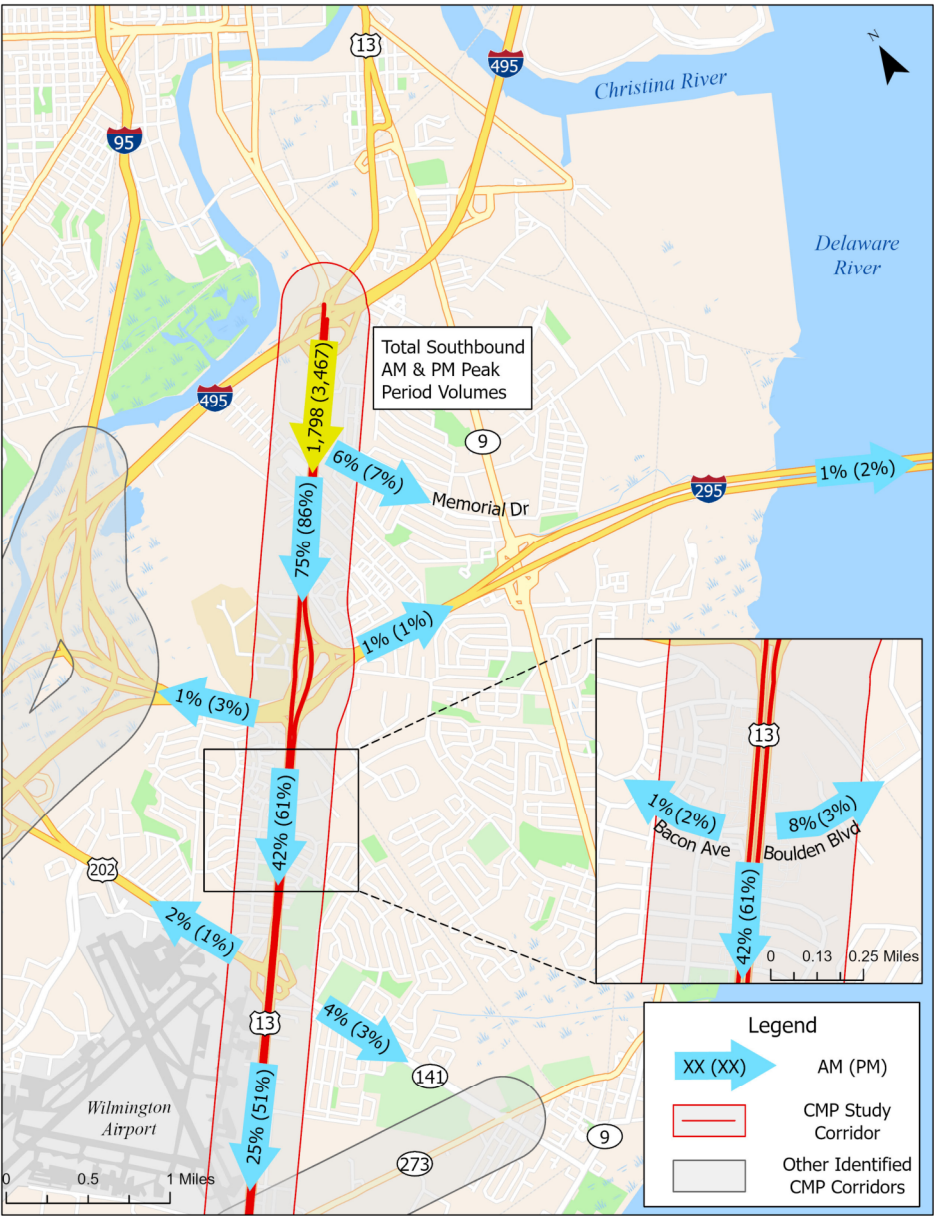 N
13
495
Christina River
95
Delaware
River
Total Southbound
AM & PM Peak
Period Volumes
1,798 (3,467)
495
9
6% (7%)
Memorial Dr
1% (2%)
295
75% (86%)
1% (1%)
1% (3%)
42% (61%)
13
1% (2%)
Bacon Ave
8% (3%)
Boulden Blvd
42% (61%)
0 0.13 0.25 Miles
202
2% (1%)
13
4% (3%)
141
25% (51%)
Wilmington
Airport
273
9
0 0.5 1 Miles
Legend
XX (XX) AM (PM)
CMP Study
Corridor
Other Identified
CMP Corridors